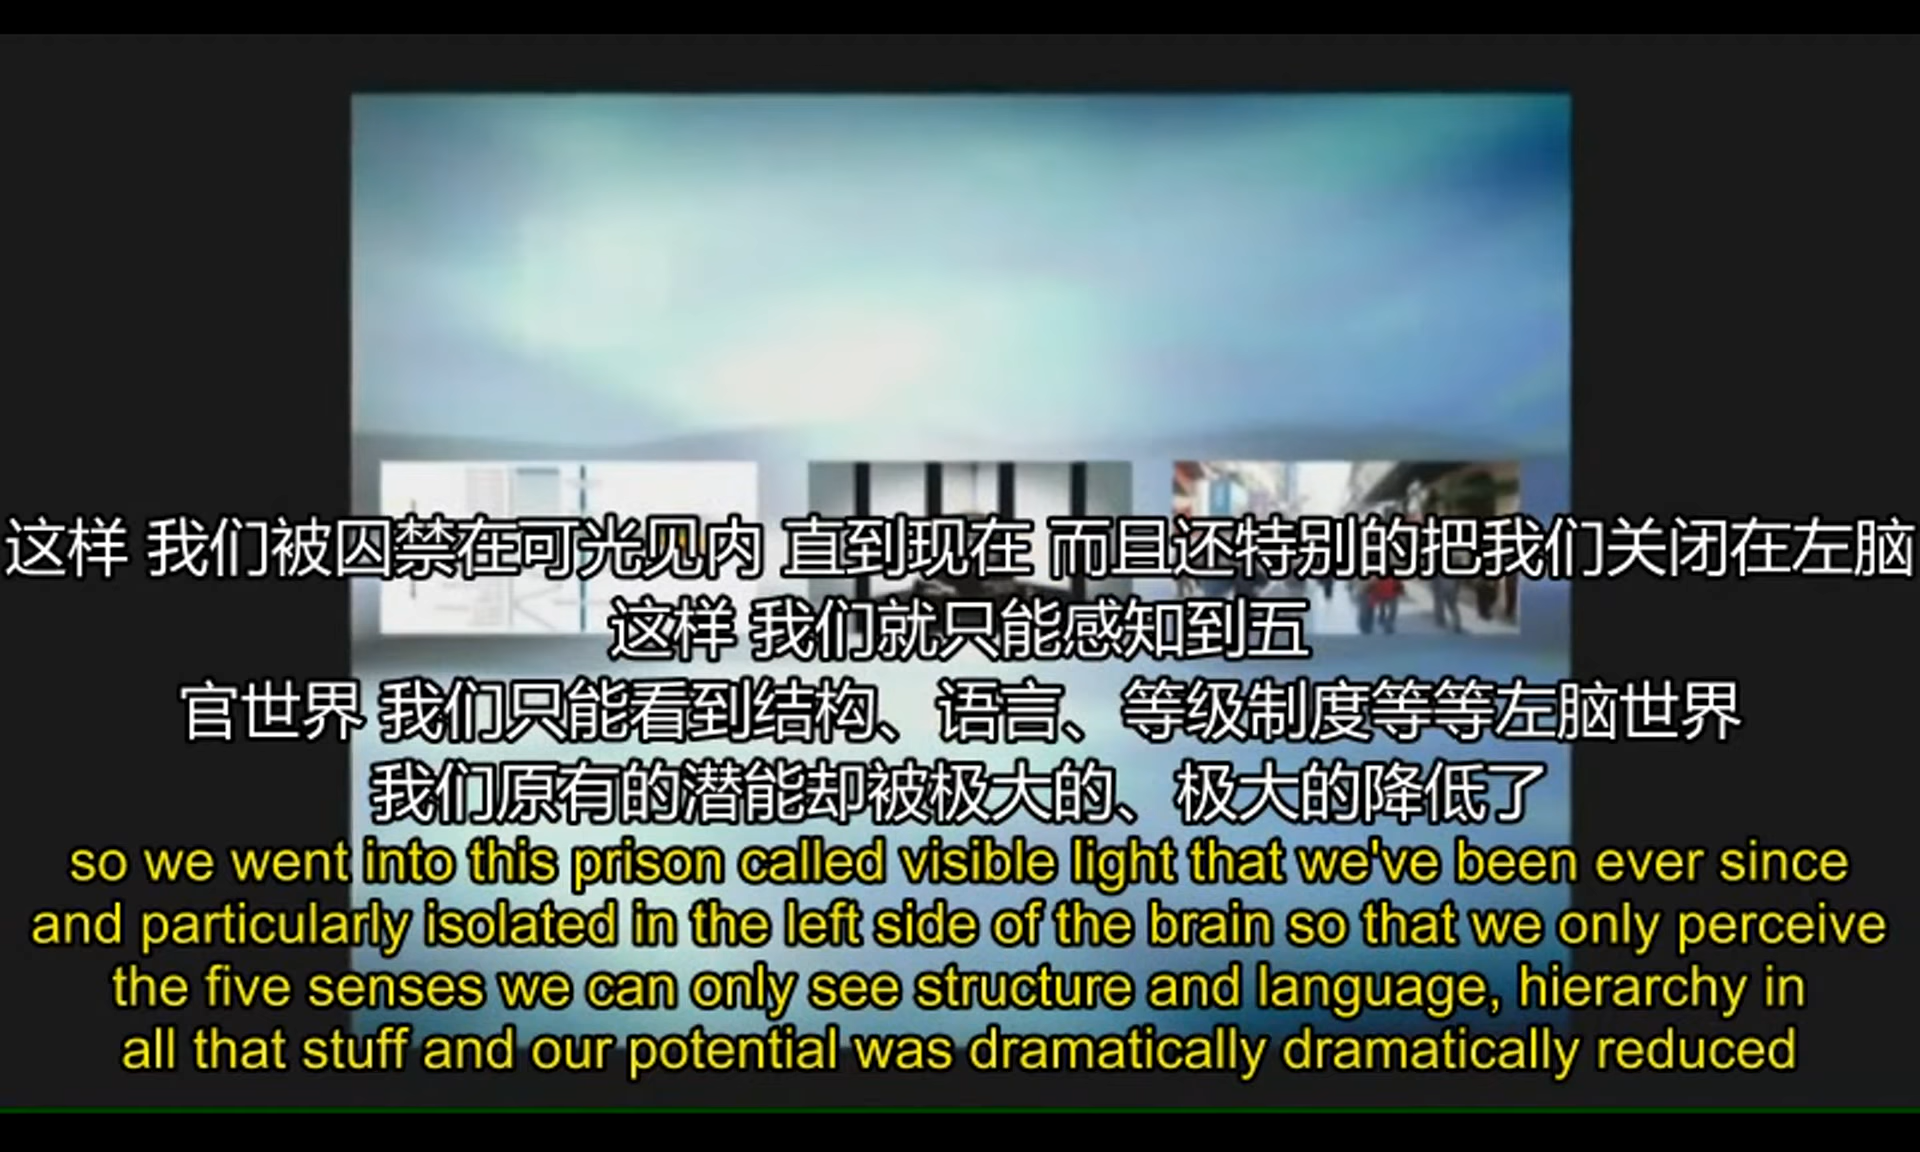 这样 我们被囚禁在可光见内 直到现在 而且还特别的把我们关闭在左脑
这样 我们就只能感知到五
官世界 我们只能看到结构、语言、等级制度等等左脑世界
我们原有的潜能却被极大的、极大的降低了
so we went into this prison called visible light that we've been ever since
and particularly isolated in the left side of the brain so that we only perceive
the five senses we can only see structure and language, hierarchy in
all that stuff and our potential was dramatically dramatically reduced